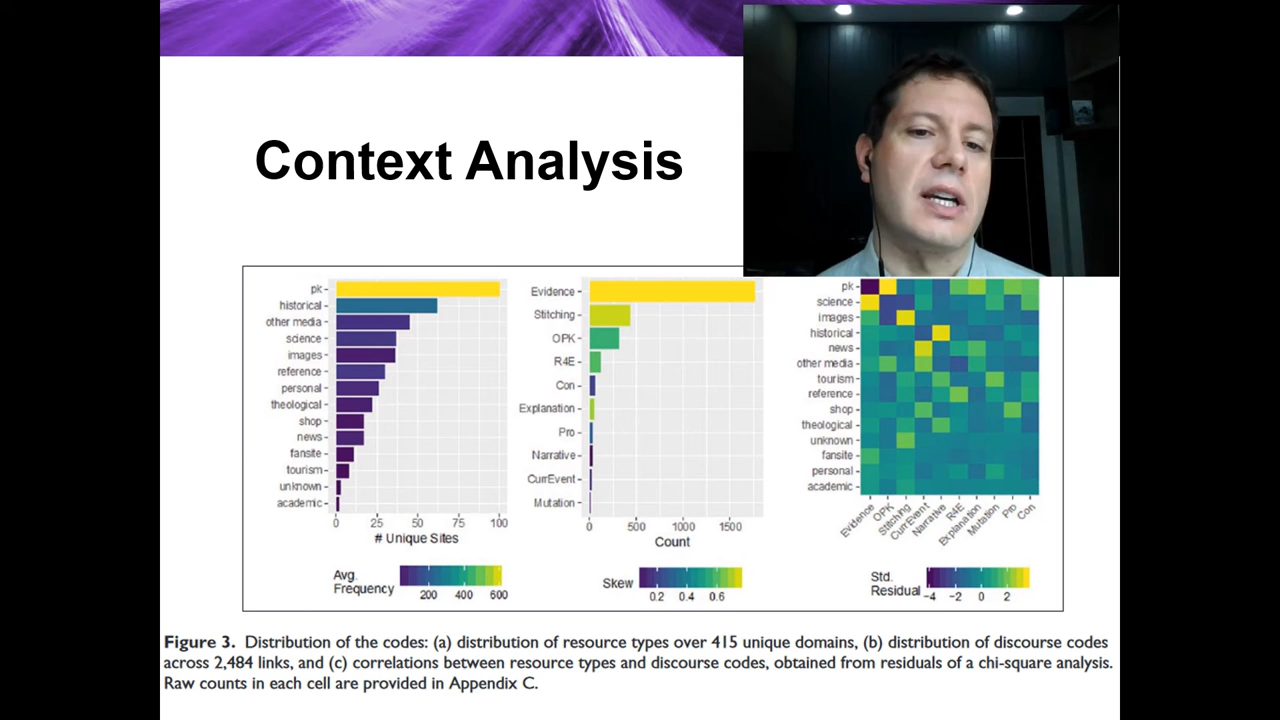 Context Analysis
pk
historical
other media
science
images
reference
personal
theological
shop
news
fansite
tourism
unknown
academic
0 25 50 75 100
# Unique Sites
Avg.
Frequency
200 400 600
Evidence
Stitching
OPK
R4E
Con
Explanation
Pro
Narrative
CurrEvent
Mutation
0 500 1000 1500
Count
Skew
0.2 0.4 0.6
pk
science
images
historical
news
other media
tourism
reference
shop
theological
unknown
fansite
personal
academic
Evidence OPK Stitching CurrEvent Narrative R4E Explanation Mutation Pro Con
Std.
Residual
-4 -2 0 2
Figure 3. Distribution of the codes: (a) distribution of resource types over 415 unique domains, (b) distribution of discourse codes
across 2,484 links, and (c) correlations between resource types and discourse codes, obtained from residuals of a chi-square analysis.
Raw counts in each cell are provided in Appendix C.